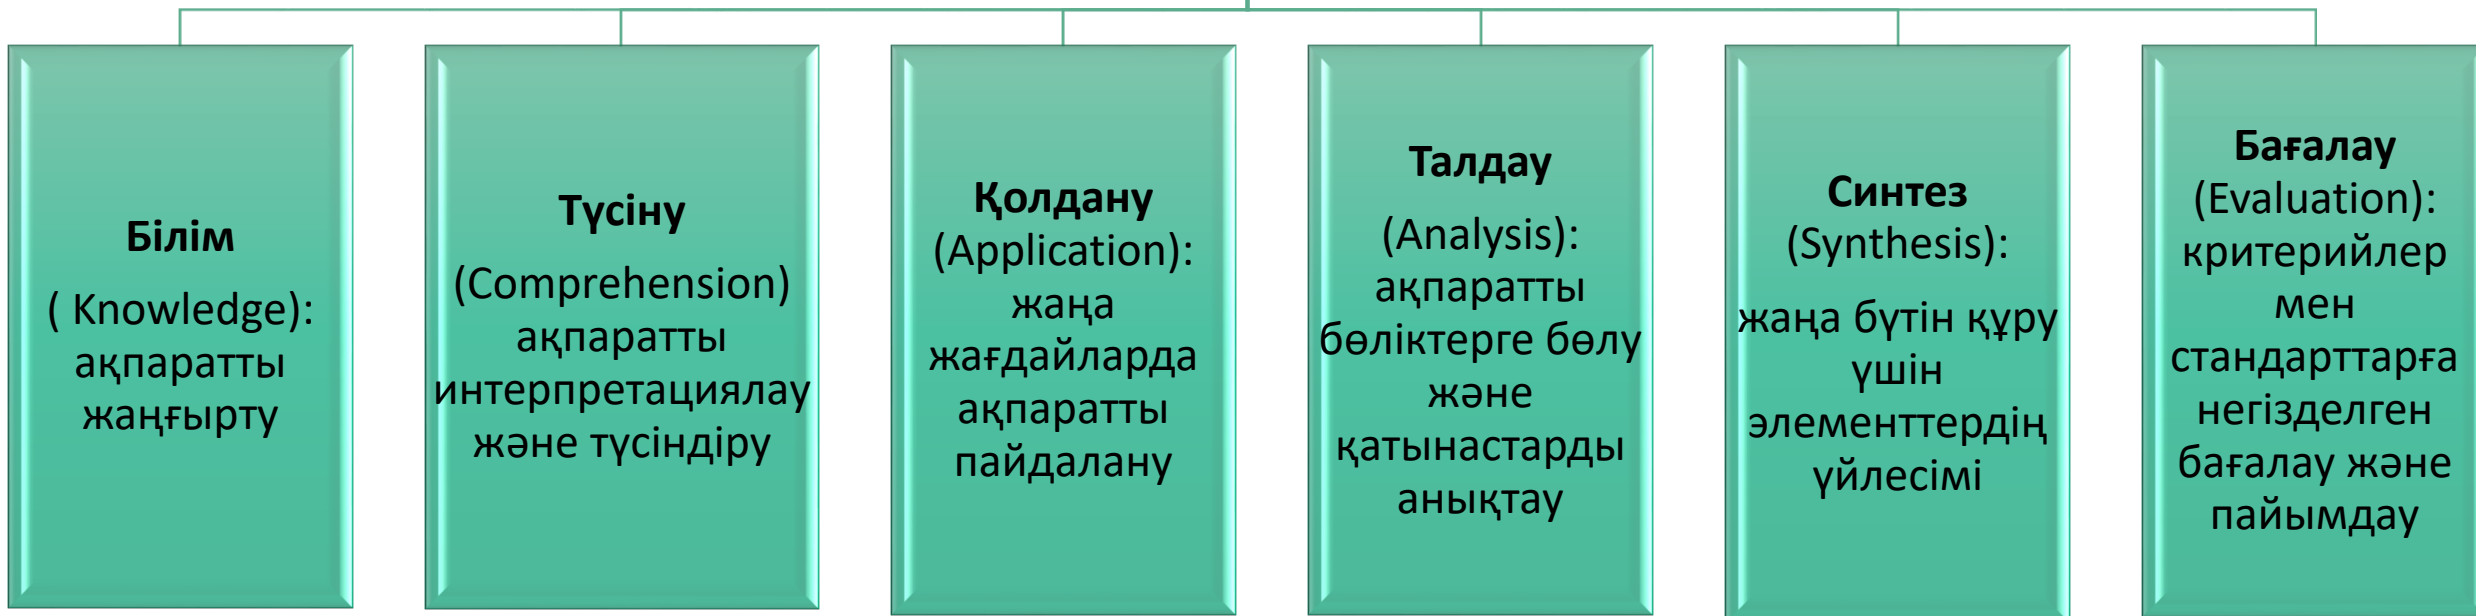 Білім
( Knowledge):
ақпаратты
жаңғырту
Түсіну
(Comprehension)
ақпаратты
интерпретациялау
және түсіндіру
Қолдану
(Application):
жаңа
жағдайларда
ақпаратты
пайдалану
Талдау
(Analysis):
ақпаратты
бөліктерге бөлу
және
қатынастарды
анықтау
Синтез
(Synthesis):
жаңа бүтін құру
үшін
элементтердің
үйлесімі
Бағалау
(Evaluation):
критерийлер
мен
стандарттарға
негізделген
бағалау және
пайымдау